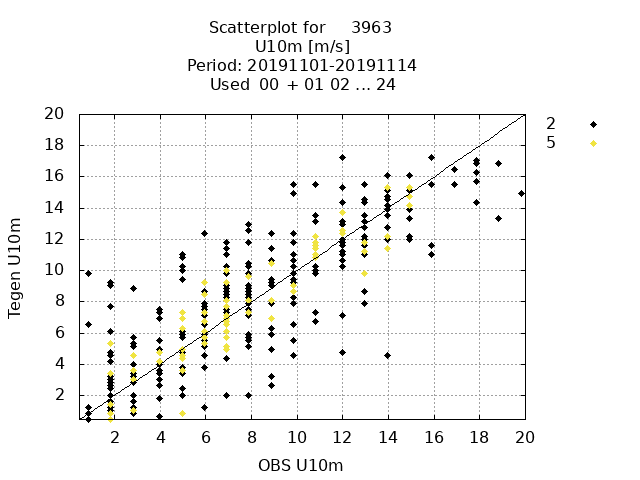 Scatterplot for 3963
U10m [m/s]
Period: 20191101-20191114
Used 00 + 01 02 ... 24
2
5
20
18
16
14
12
10
8
6
4
2
Tegen U10m
2 4 6 8 10 12 14 16 18 20
OBS U10m